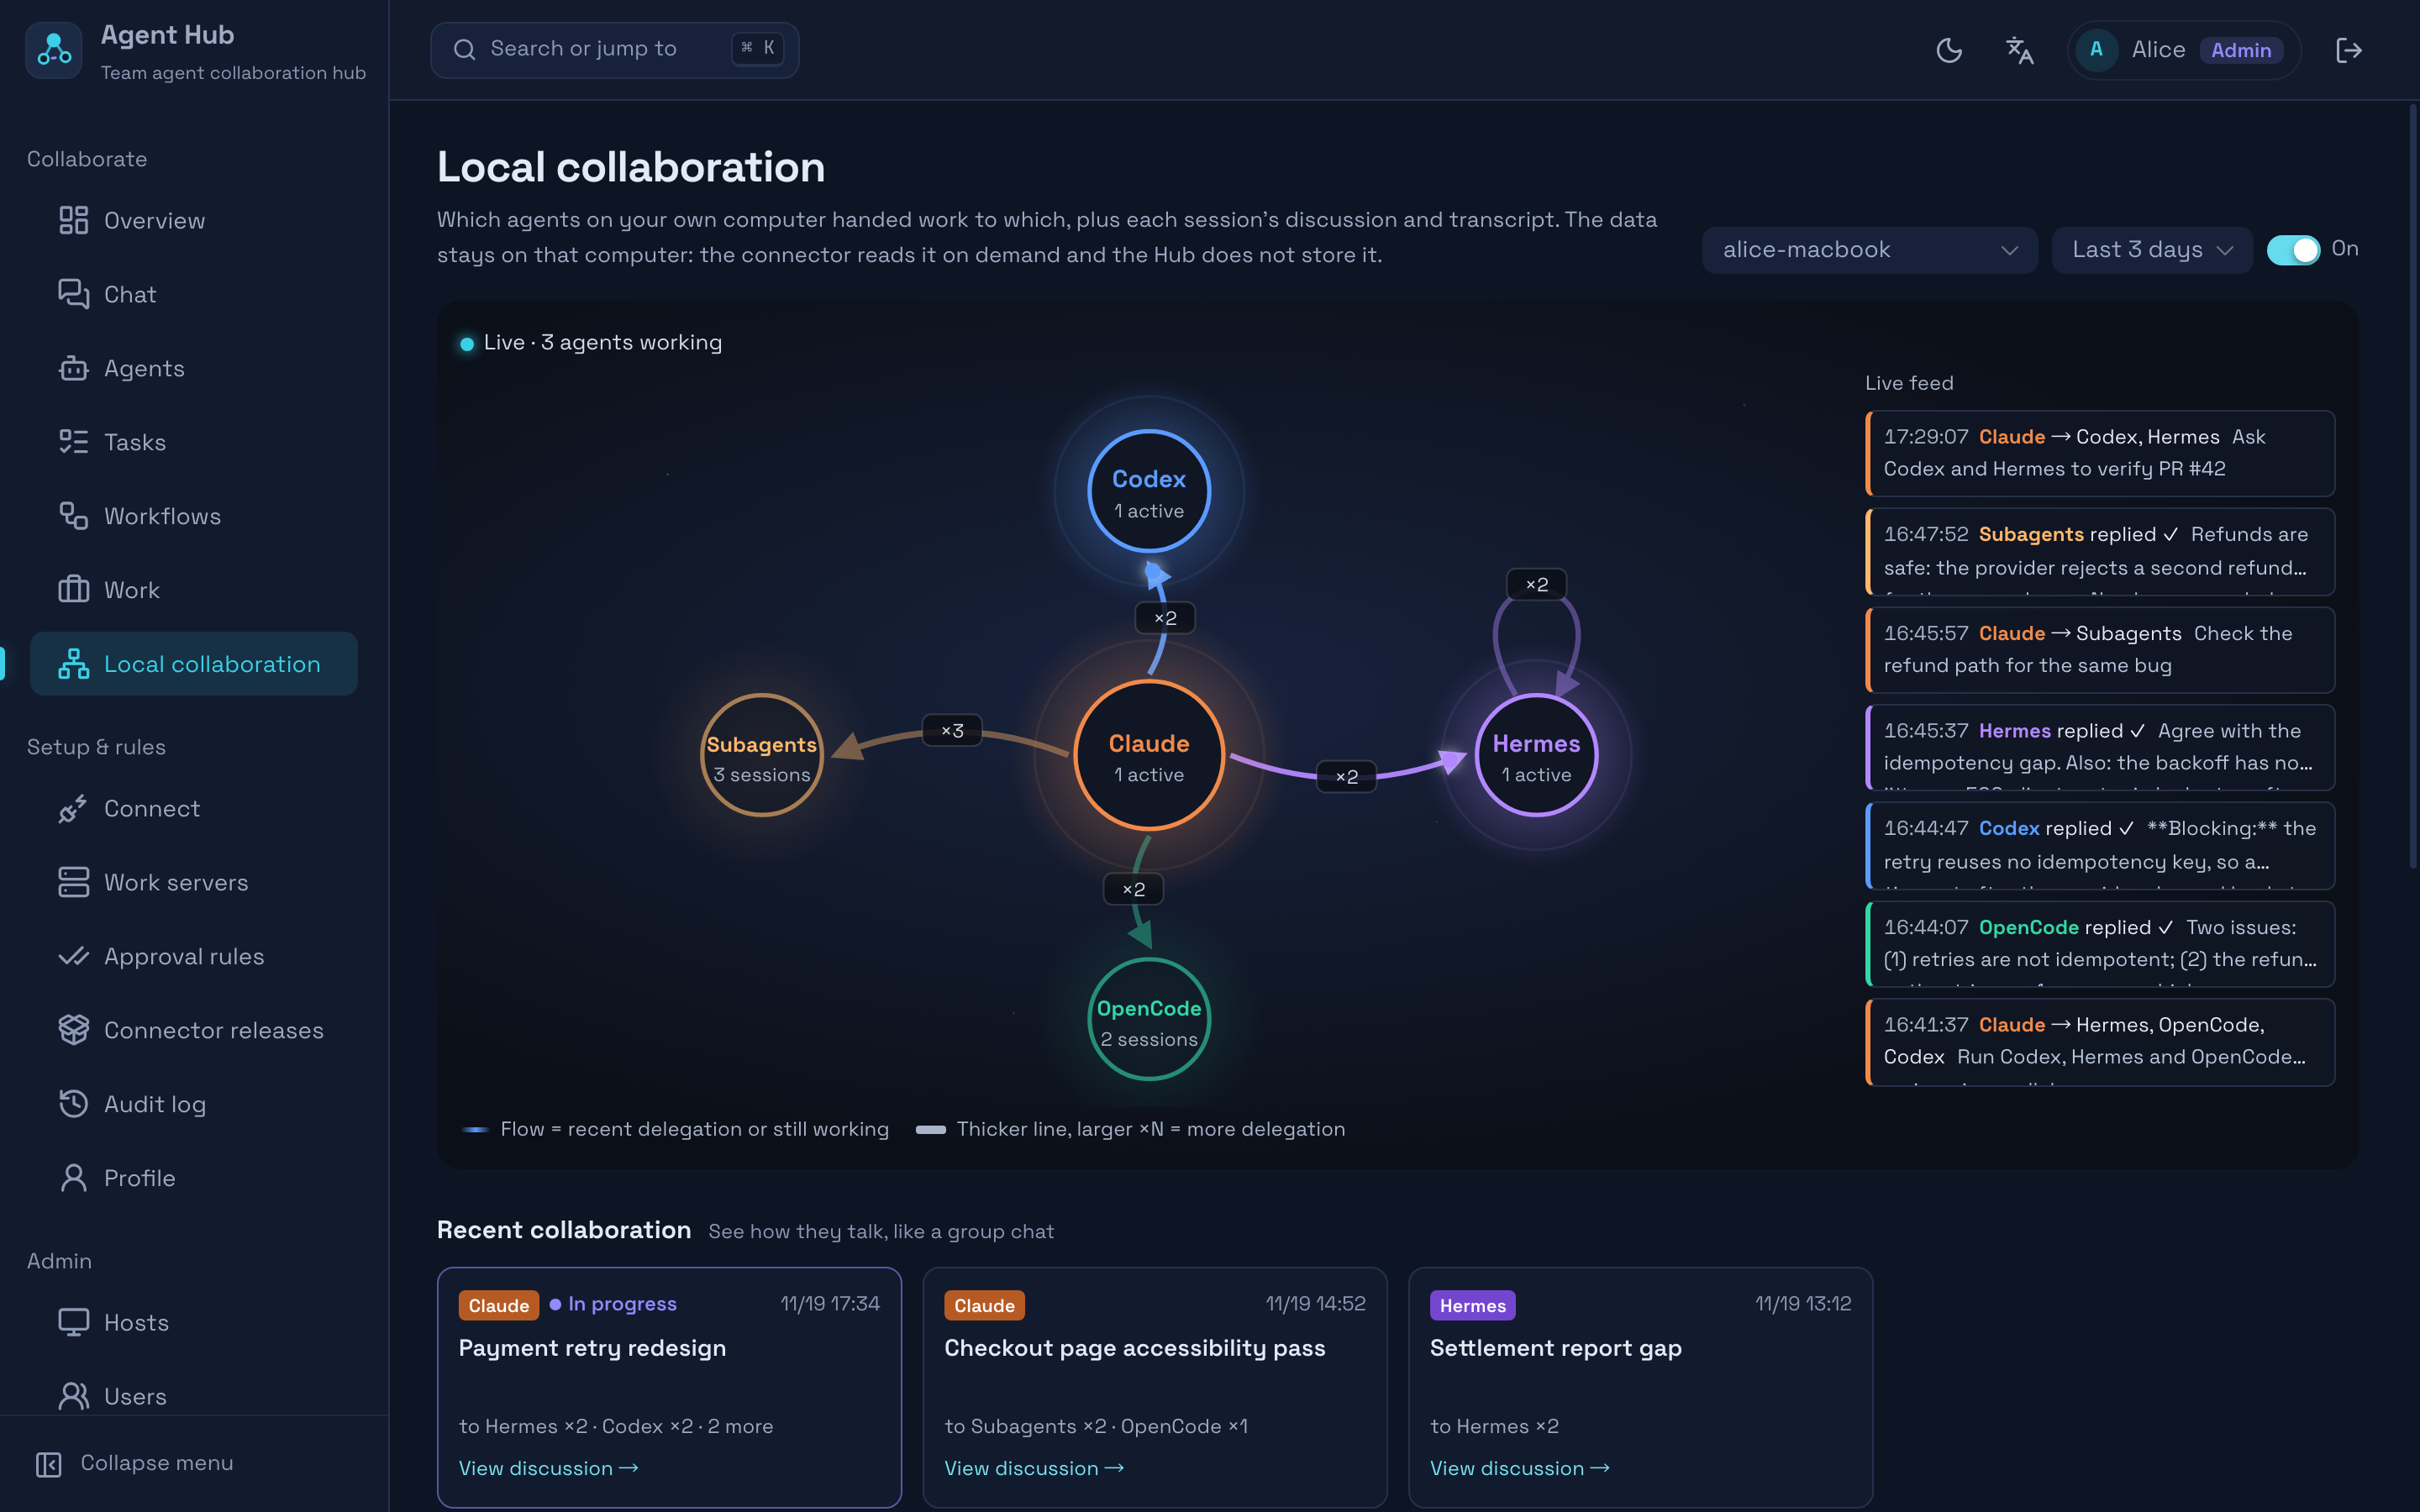 Agent Hub
Team agent collaboration hub
Collaborate
Overview
Chat
Agents
Tasks
Workflows
Work
Local collaboration
Setup & rules
Connect
Work servers
Approval rules
Connector releases
Audit log
Profile
Admin
Hosts
Users
Collapse menu
Search or jump to
⌘ K
A
Alice
Admin
Local collaboration
Which agents on your own computer handed work to which, plus each session's discussion and transcript. The data
stays on that computer: the connector reads it on demand and the Hub does not store it.
alice-macbook
Last 3 days
On
Live · 3 agents working
Codex
1 active
×2
×2
Subagents
3 sessions
×3
Claude
1 active
×2
Hermes
1 active
×2
OpenCode
2 sessions
Flow = recent delegation or still working
Thicker line, larger ×N = more delegation
Live feed
17:29:07 Claude → Codex, Hermes Ask
Codex and Hermes to verify PR #42
16:47:52 Subagents replied ✓ Refunds are
safe: the provider rejects a second refund…
16:45:57 Claude → Subagents Check the
refund path for the same bug
16:45:37 Hermes replied ✓ Agree with the
idempotency gap. Also: the backoff has no…
16:44:47 Codex replied ✓ **Blocking:** the
retry reuses no idempotency key, so a…
16:44:07 OpenCode replied ✓ Two issues:
(1) retries are not idempotent; (2) the refun…
16:41:37 Claude → Hermes, OpenCode,
Codex Run Codex, Hermes and OpenCode…
Recent collaboration
See how they talk, like a group chat
Claude
In progress
11/19 17:34
Payment retry redesign
to Hermes ×2 · Codex ×2 · 2 more
View discussion →
Claude
11/19 14:52
Checkout page accessibility pass
to Subagents ×2 · OpenCode ×1
View discussion →
Hermes
11/19 13:12
Settlement report gap
to Hermes ×2
View discussion →